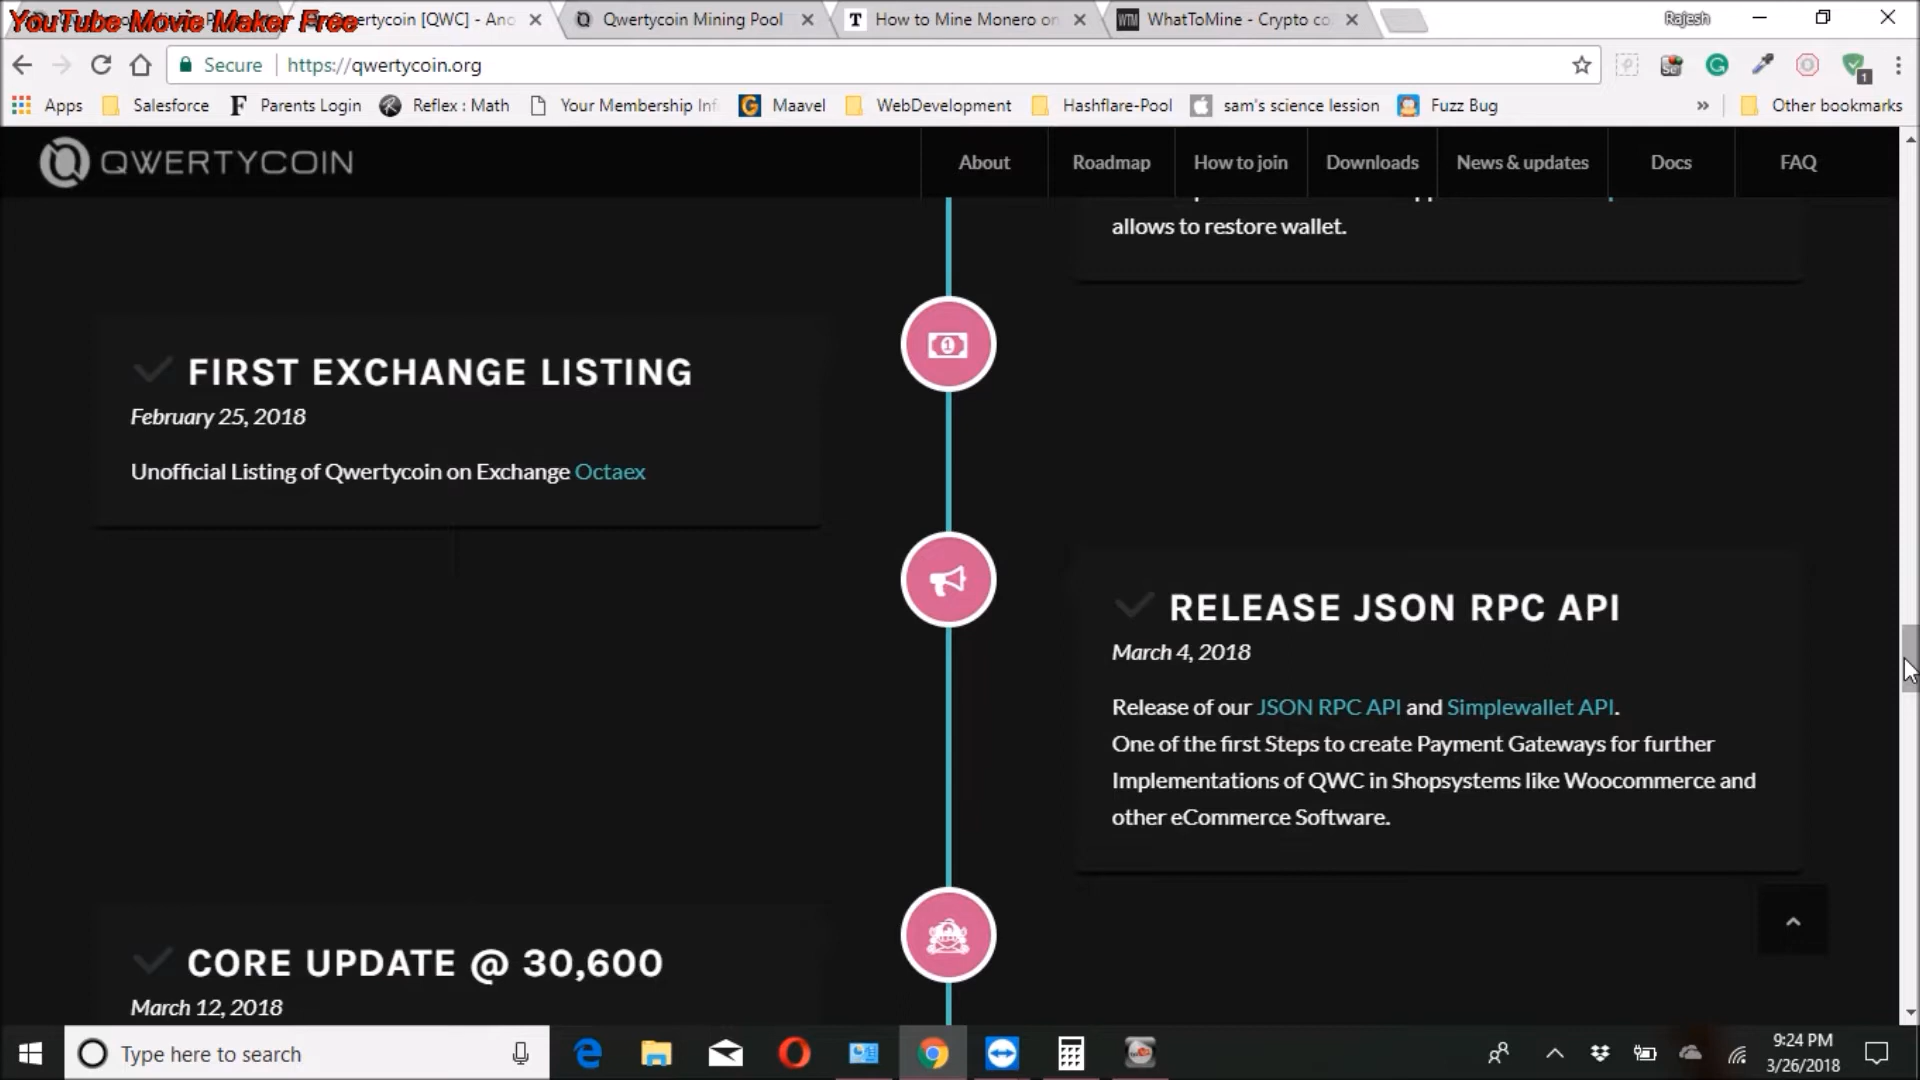 YouTube Movie Maker Free
Qwertycoin [QWC] - Ano
Qwertycoin Mining Pool
How to Mine Monero on
WhatToMine - Crypto co
Rajesh
Secure
https://qwertycoin.org
1
Apps
Salesforce
Parents Login
Reflex : Math
Your Membership Inf
Maavel
WebDevelopment
Hashflare-Pool
sam's science lession
Fuzz Bug
»
Other bookmarks
QWERTYCOIN
About
Roadmap
How to join
Downloads
News & updates
Docs
FAQ
allows to restore wallet.
FIRST EXCHANGE LISTING
February 25, 2018
Unofficial Listing of Qwertycoin on Exchange Octaex
RELEASE JSON RPC API
March 4, 2018
Release of our JSON RPC API and Simplewallet API.
One of the first Steps to create Payment Gateways for further
Implementations of QWC in Shopsystems like Woocommerce and
other eCommerce Software.
CORE UPDATE @ 30,600
March 12, 2018
Type here to search
9:24 PM
3/26/2018